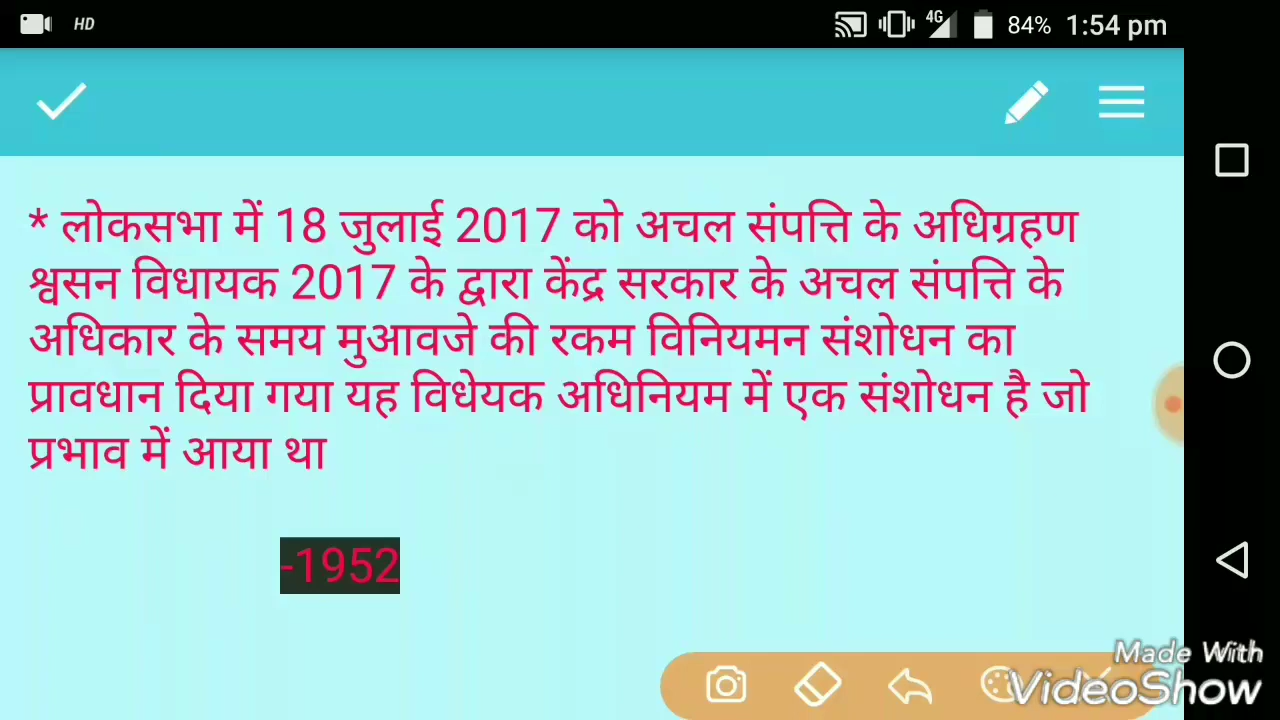 HD
4G
84% 1:54 pm
* लोकसभा में 18 जुलाई 2017 को अचल संपत्ति के अधिग्रहण
श्वसन विधायक 2017 के द्वारा केंद्र सरकार के अचल संपत्ति के
अधिकार के समय मुआवजे की रकम विनियमन संशोधन का
प्रावधान दिया गया यह विधेयक अधिनियम में एक संशोधन है जो
प्रभाव में आया था
-1952
Made With
VideoShow